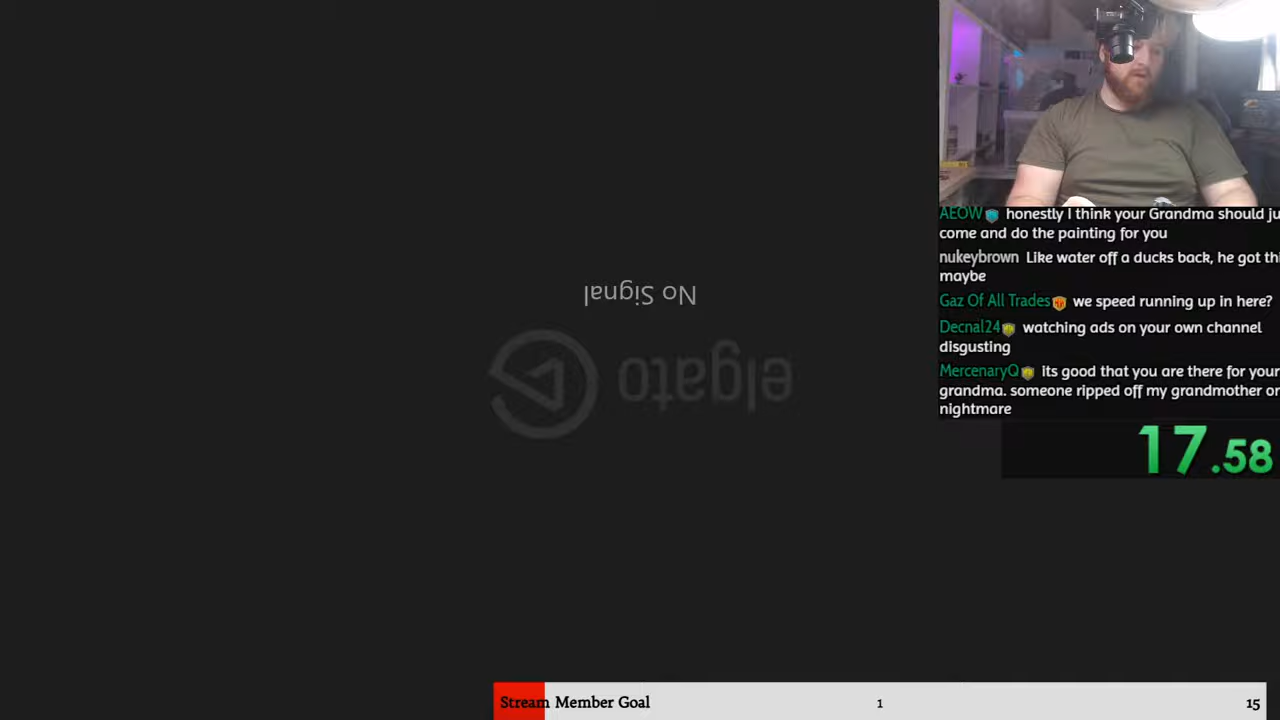 AEOW honestly I think your Grandma should ju
come and do the painting for you
nukeybrown Like water off a ducks back, he got thi
maybe
No Signal
Gaz Of All Trades we speed running up in here?
Decnal24 watching ads on your own channel
disgusting
elgato
MercenaryQ its good that you are there for your
grandma. someone ripped off my grandmother or
nightmare
17.58
Stream Member Goal 1 15